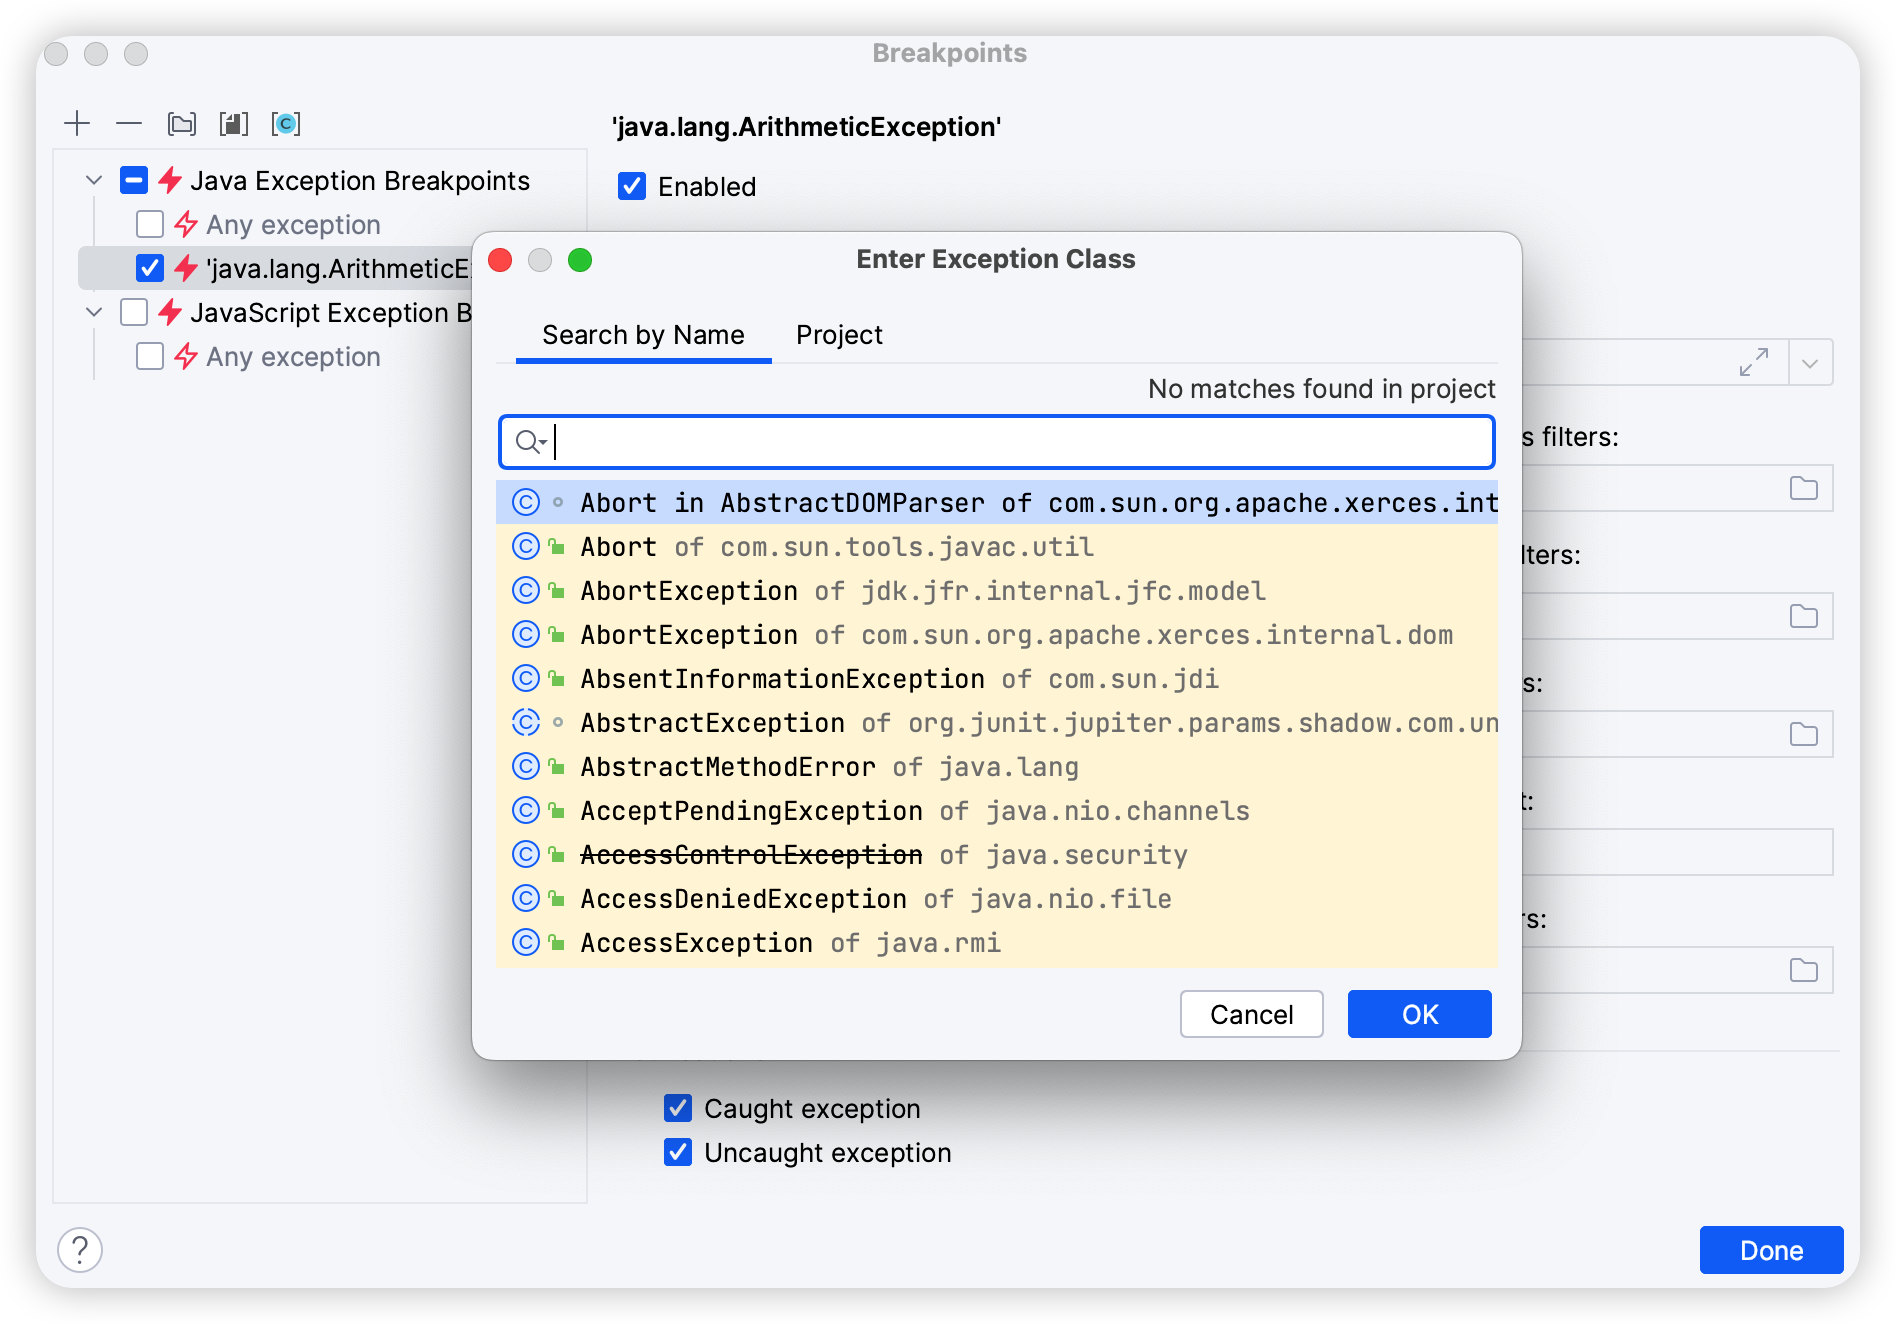 Breakpoints
'java.lang.ArithmeticException'
Java Exception Breakpoints
Enabled
Any exception
'java.lang.ArithmeticE
JavaScript Exception B
Any exception
Enter Exception Class
Search by Name Project
No matches found in project
Abort in AbstractDOMParser of com.sun.org.apache.xerces.int
Abort of com.sun.tools.javac.util
AbortException of jdk.jfr.internal.jfc.model
AbortException of com.sun.org.apache.xerces.internal.dom
AbsentInformationException of com.sun.jdi
AbstractException of org.junit.jupiter.params.shadow.com.un
AbstractMethodError of java.lang
AcceptPendingException of java.nio.channels
AccessControlException of java.security
AccessDeniedException of java.nio.file
AccessException of java.rmi
Cancel OK
s filters:
lters:
s:
t:
rs:
Caught exception
Uncaught exception
?
Done